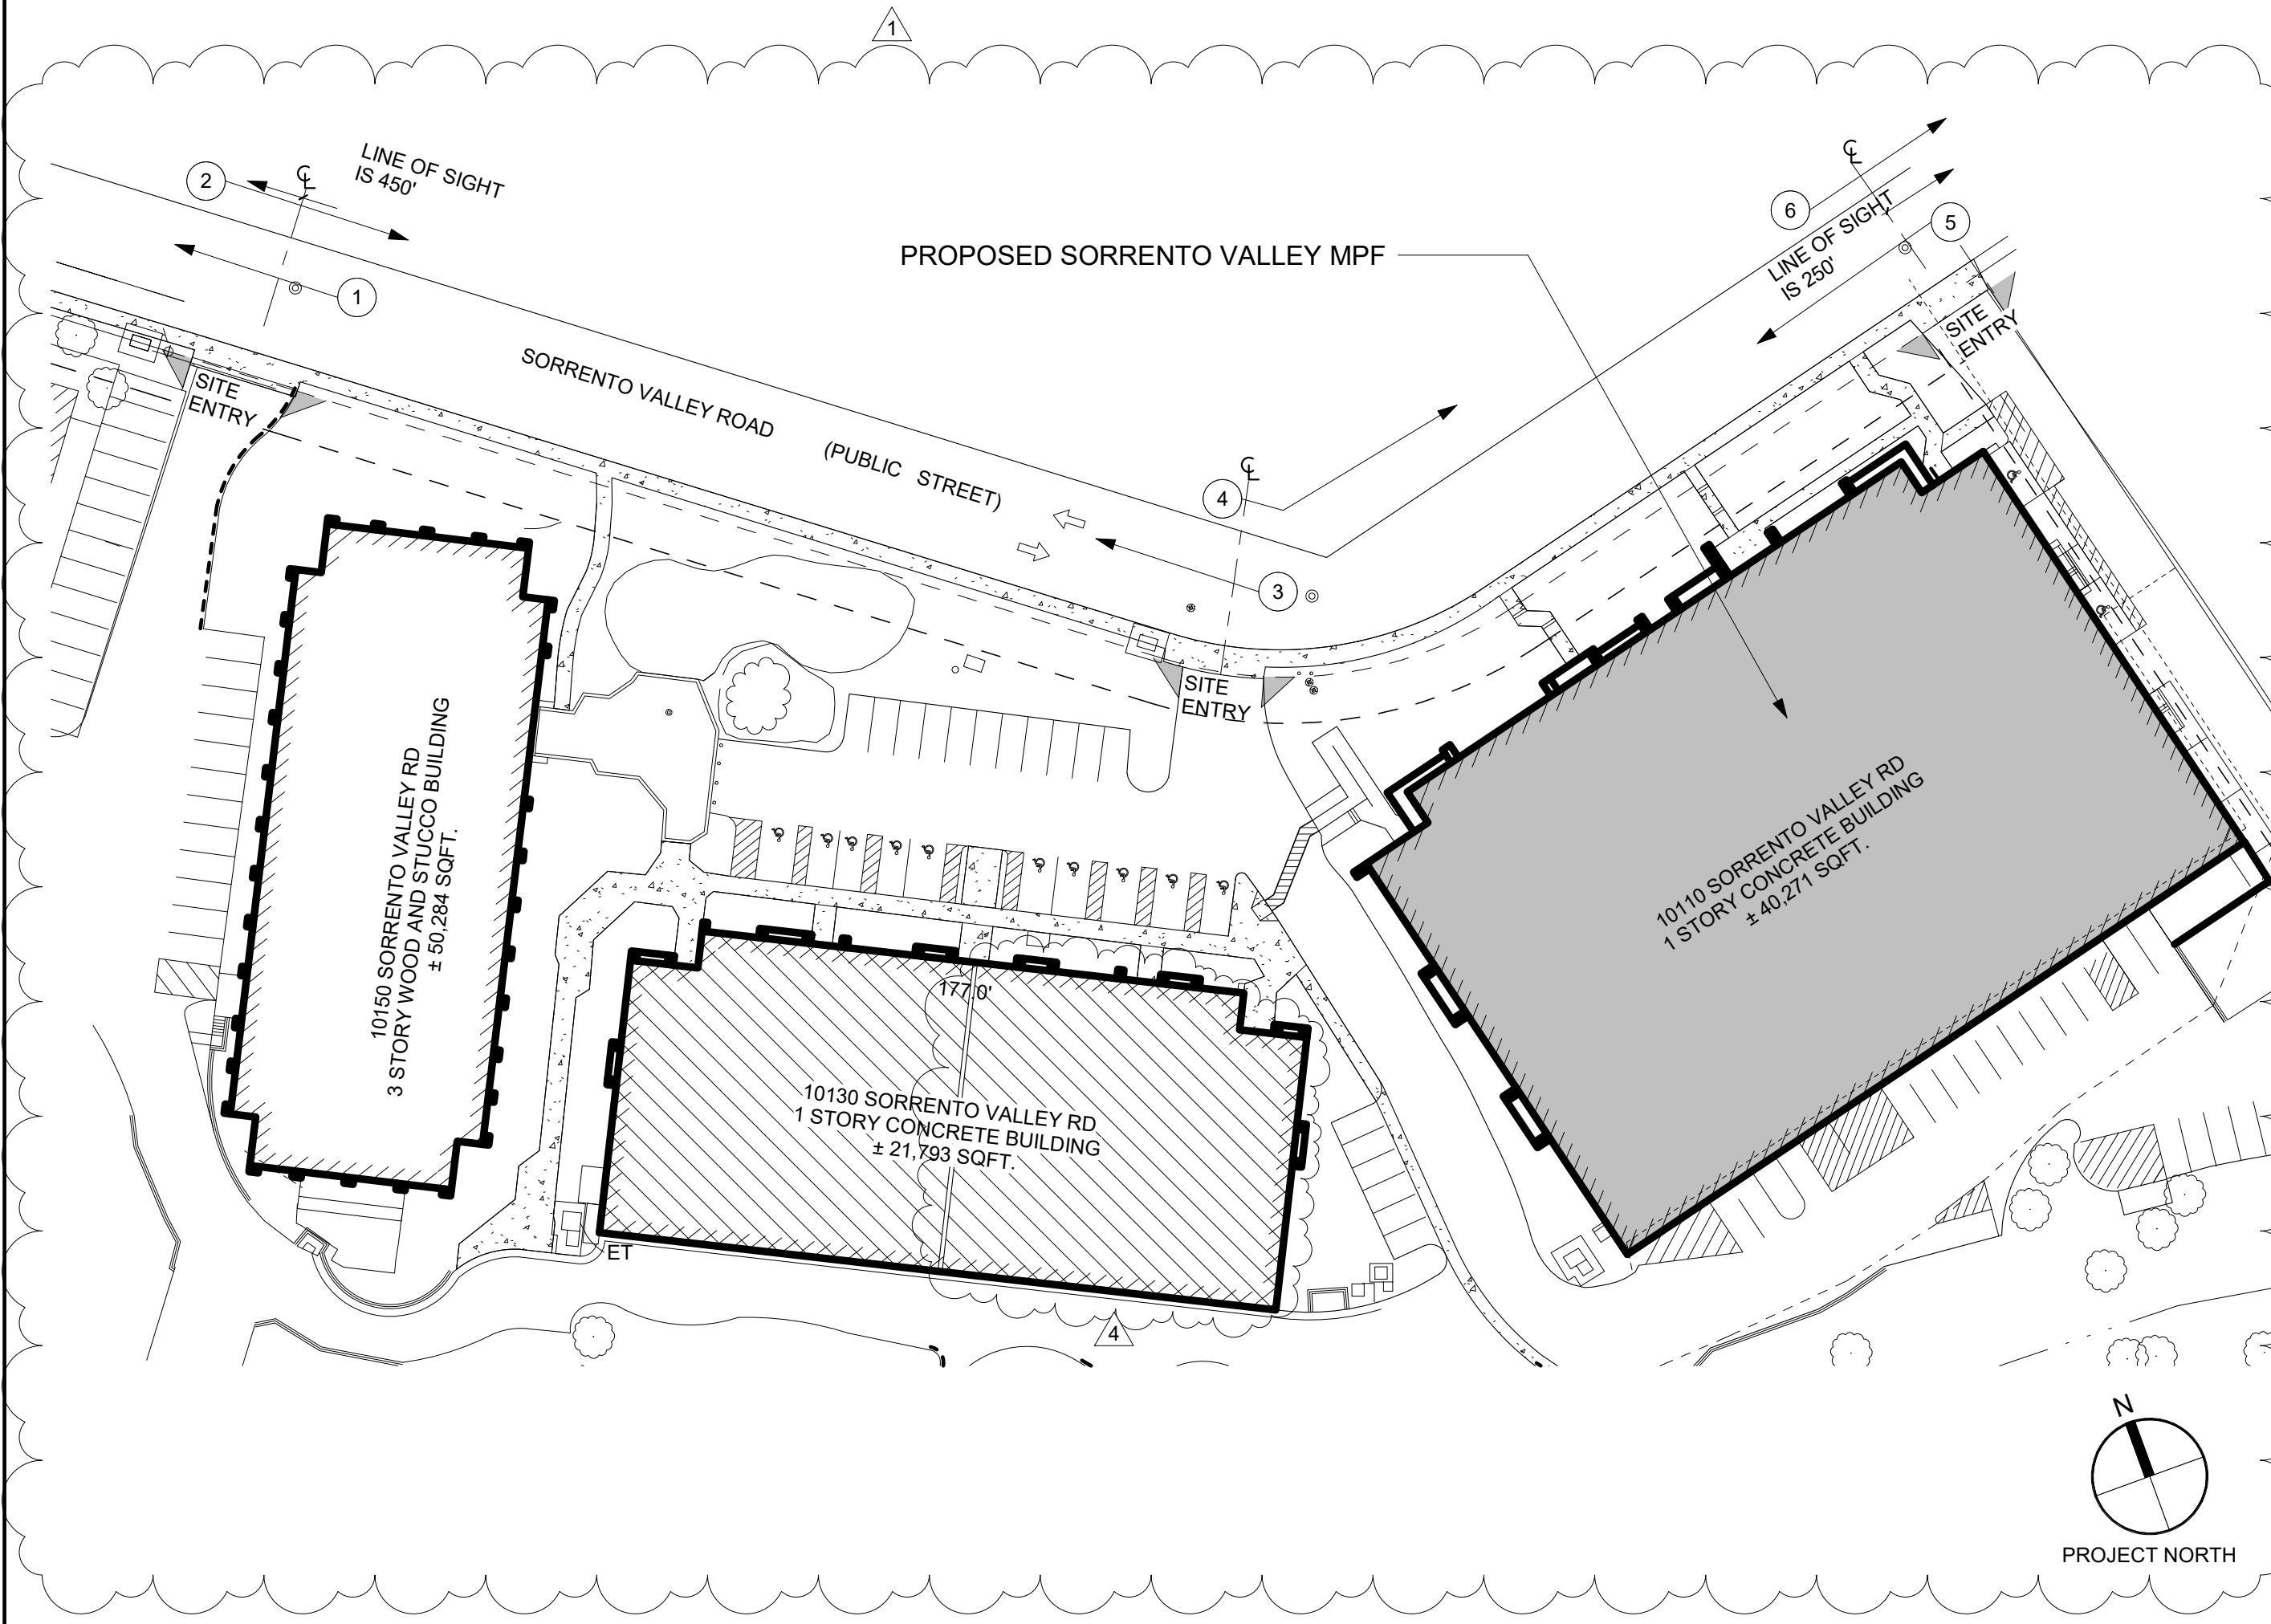 1
2
℄
LINE OF SIGHT
IS 450'
1
PROPOSED SORRENTO VALLEY MPF
℄
6
LINE OF SIGHT
IS 250'
5
SITE
ENTRY
SITE
ENTRY
SORRENTO VALLEY ROAD (PUBLIC STREET)
℄
4
3
SITE
ENTRY
10150 SORRENTO VALLEY RD
3 STORY WOOD AND STUCCO BUILDING
± 50,284 SQFT.
10110 SORRENTO VALLEY RD
1 STORY CONCRETE BUILDING
± 40,271 SQFT.
177.0'
10130 SORRENTO VALLEY RD
1 STORY CONCRETE BUILDING
± 21,793 SQFT.
ET
4
N
PROJECT NORTH